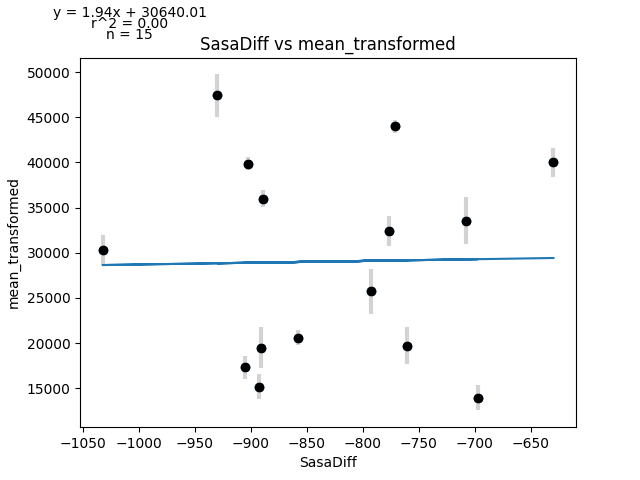 y = 1.94x + 30640.01
r^2 = 0.00
n = 15
SasaDiff vs mean_transformed
50000
45000
40000
35000
30000
25000
20000
15000
mean_transformed
−1050 −1000 −950 −900 −850 −800 −750 −700 −650
SasaDiff